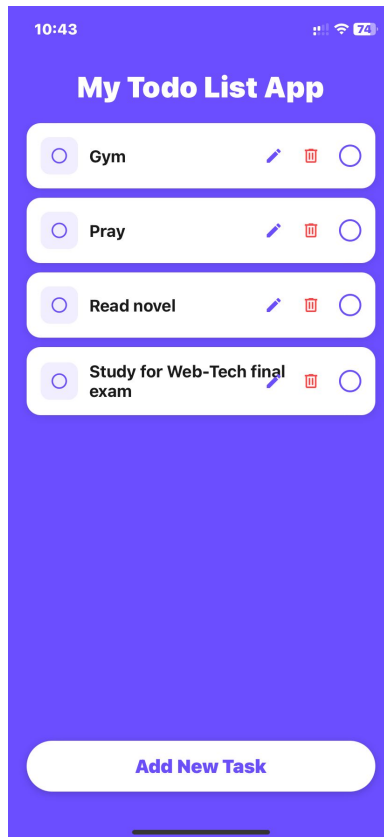 10:43
74
My Todo List App
Gym
Pray
Read novel
Study for Web-Tech final
exam
Add New Task